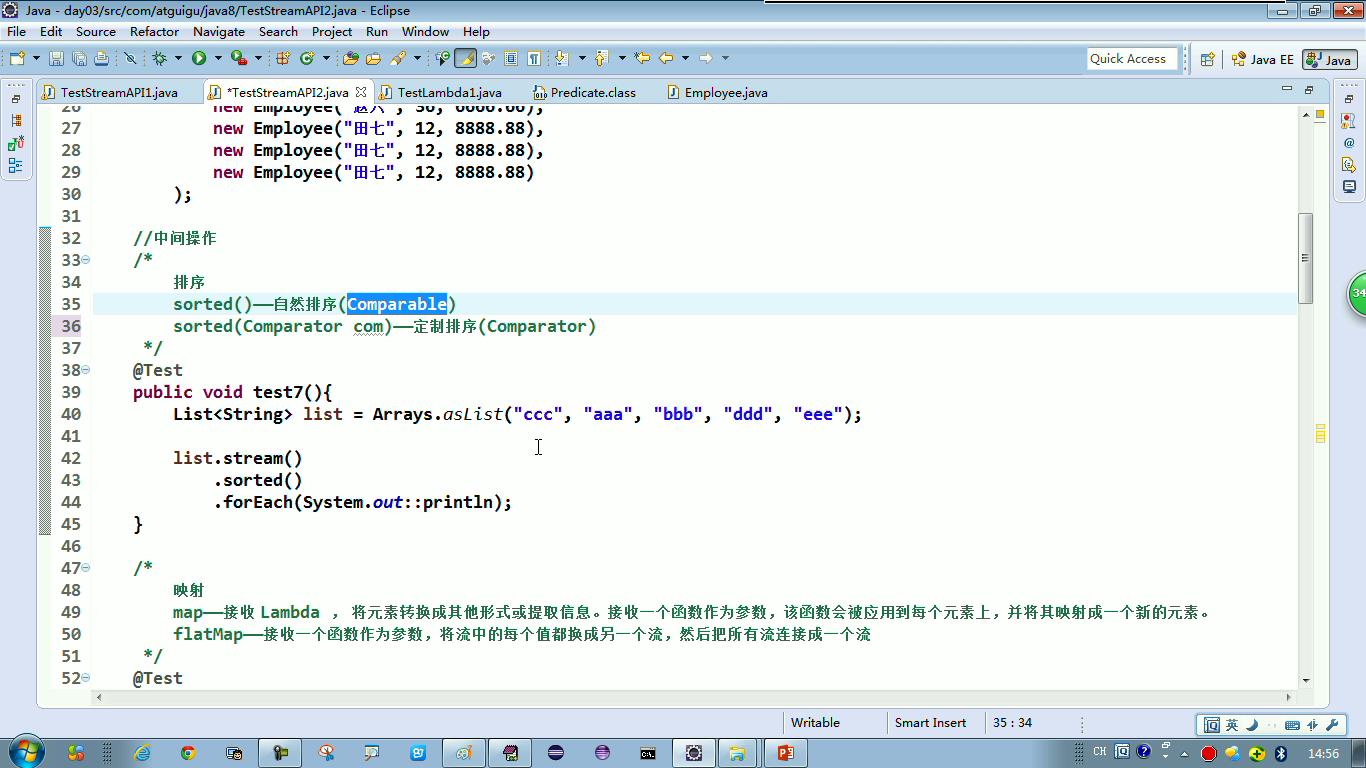 Java - day03/src/com/atguigu/java8/TestStreamAPI2.java - Eclipse
File Edit Source Refactor Navigate Search Project Run Window Help
Quick Access Java EE Java
TestStreamAPI1.java *TestStreamAPI2.java TestLambda1.java Predicate.class Employee.java
26 new Employee("赵六", 36, 6666.66),
27 new Employee("田七", 12, 8888.88),
28 new Employee("田七", 12, 8888.88),
29 new Employee("田七", 12, 8888.88)
30 );
31
32 //中间操作
33 /*
34 排序
35 sorted()——自然排序(Comparable)
36 sorted(Comparator com)——定制排序(Comparator)
37 */
38 @Test
39 public void test7(){
40 List<String> list = Arrays.asList("ccc", "aaa", "bbb", "ddd", "eee");
41
42 list.stream()
43 .sorted()
44 .forEach(System.out::println);
45 }
46
47 /*
48 映射
49 map——接收 Lambda ， 将元素转换成其他形式或提取信息。接收一个函数作为参数，该函数会被应用到每个元素上，并将其映射成一个新的元素。
50 flatMap——接收一个函数作为参数，将流中的每个值都换成另一个流，然后把所有流连接成一个流
51 */
52 @Test
34
Writable Smart Insert 35 : 34
英
CH 14:56